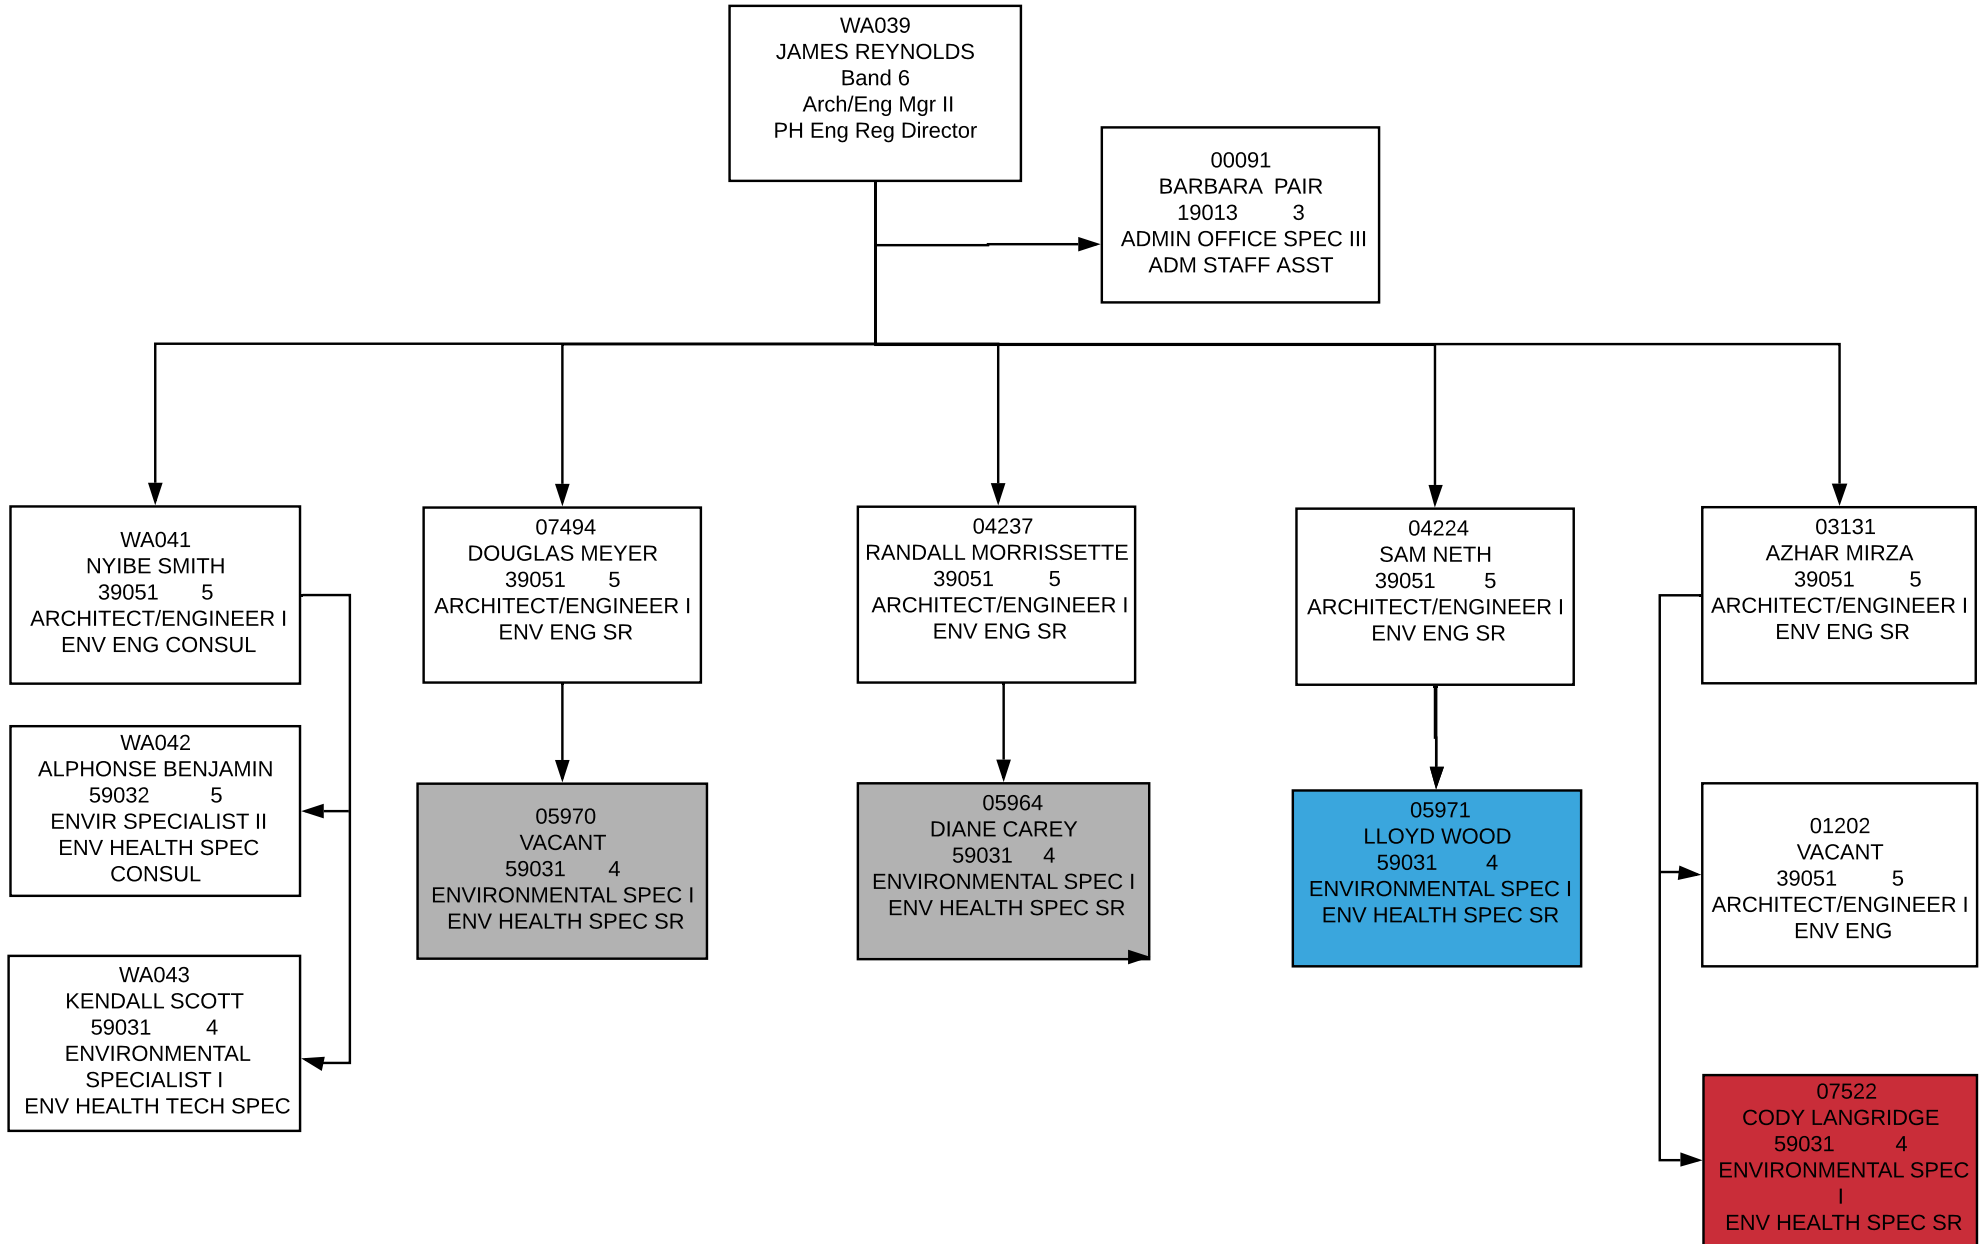 WA039
JAMES REYNOLDS
Band 6
Arch/Eng Mgr II
PH Eng Reg Director
00091
BARBARA  PAIR
19013 3
ADMIN OFFICE SPEC III
ADM STAFF ASST
WA041
NYIBE SMITH
39051 5
ARCHITECT/ENGINEER I
ENV ENG CONSUL
07494
DOUGLAS MEYER
39051 5
ARCHITECT/ENGINEER I
ENV ENG SR
04237
RANDALL MORRISSETTE
39051 5
ARCHITECT/ENGINEER I
ENV ENG SR
04224
SAM NETH
39051 5
ARCHITECT/ENGINEER I
ENV ENG SR
03131
AZHAR MIRZA
39051 5
ARCHITECT/ENGINEER I
ENV ENG SR
WA042
ALPHONSE BENJAMIN
59032 5
ENVIR SPECIALIST II
ENV HEALTH SPEC
CONSUL
05970
VACANT
59031 4
ENVIRONMENTAL SPEC I
ENV HEALTH SPEC SR
05964
DIANE CAREY
59031 4
ENVIRONMENTAL SPEC I
ENV HEALTH SPEC SR
05971
LLOYD WOOD
59031 4
ENVIRONMENTAL SPEC I
ENV HEALTH SPEC SR
01202
VACANT
39051 5
ARCHITECT/ENGINEER I
ENV ENG
WA043
KENDALL SCOTT
59031 4
ENVIRONMENTAL
SPECIALIST I
ENV HEALTH TECH SPEC
07522
CODY LANGRIDGE
59031 4
ENVIRONMENTAL SPEC
I
ENV HEALTH SPEC SR